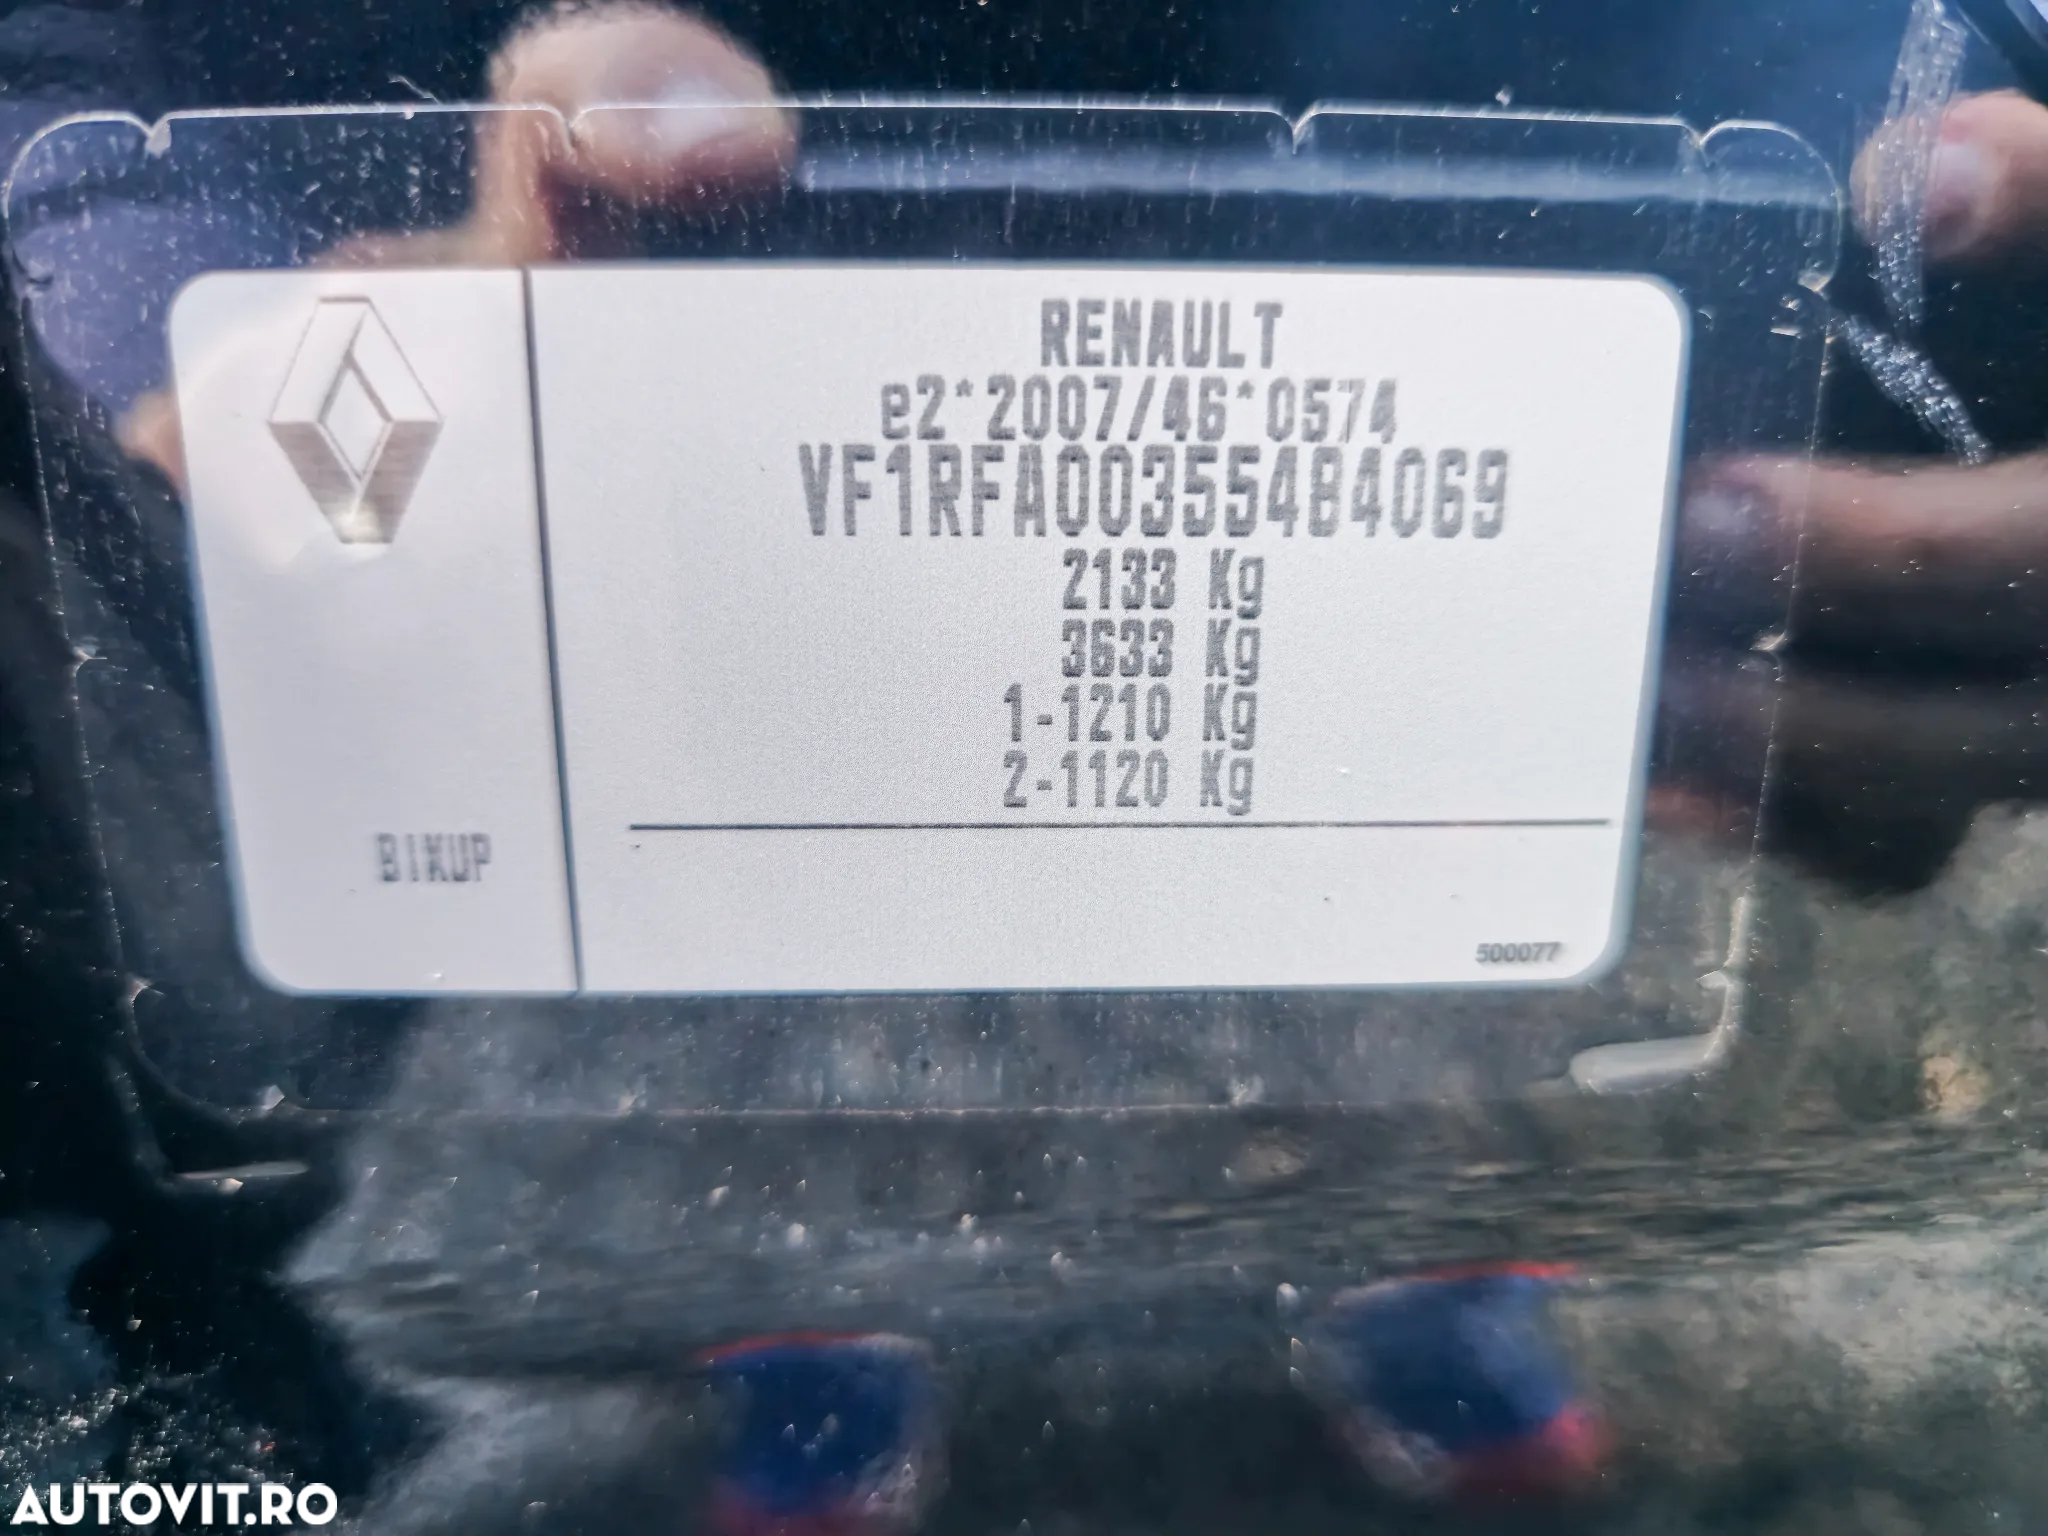 RENAULT
e2*2007/46*0574
VF1RFA00355484069
2133 Kg
3633 Kg
1-1210 Kg
2-1120 Kg
BIXUP
500077
AUTOVIT.RO